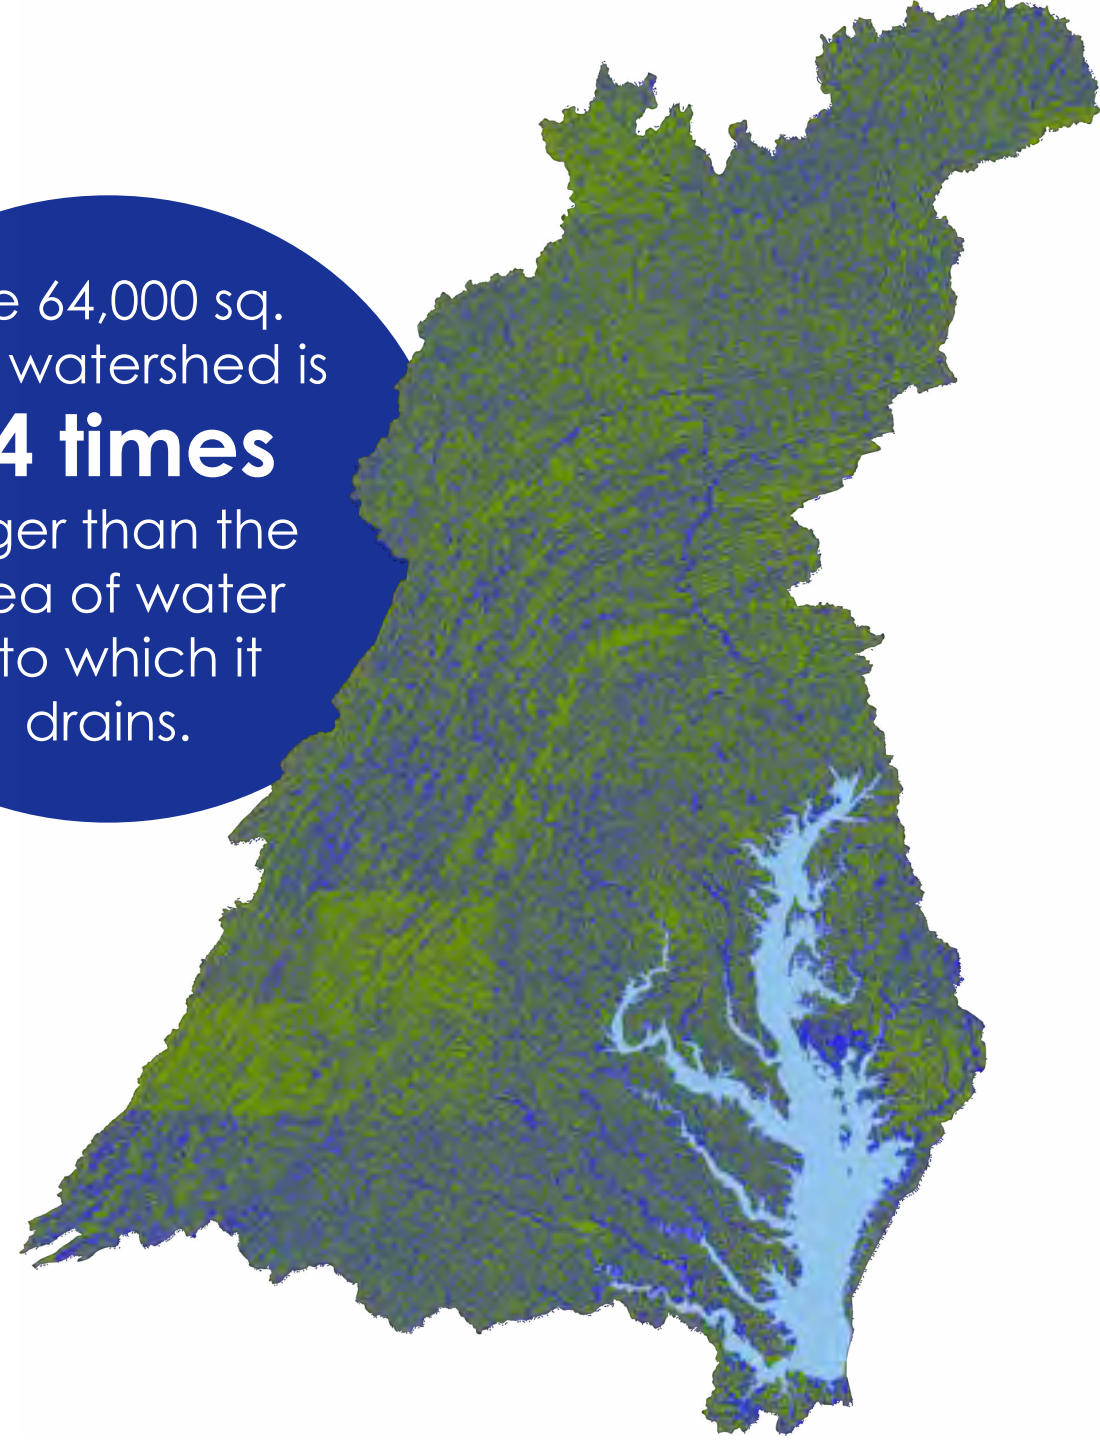 e 64,000 sq.
watershed is
4 times
ger than the
ea of water
to which it
drains.